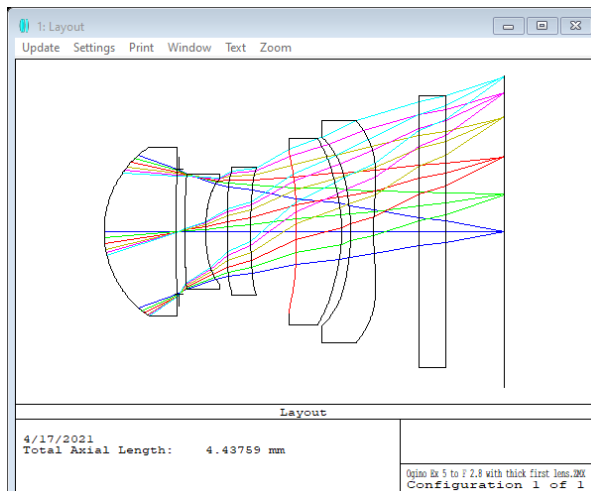 1: Layout
Update Settings Print Window Text Zoom
Layout
4/17/2021
Total Axial Length: 4.43759 mm
Ogino Ex 5 to F 2.8 with thick first lens.ZMX
Configuration 1 of 1